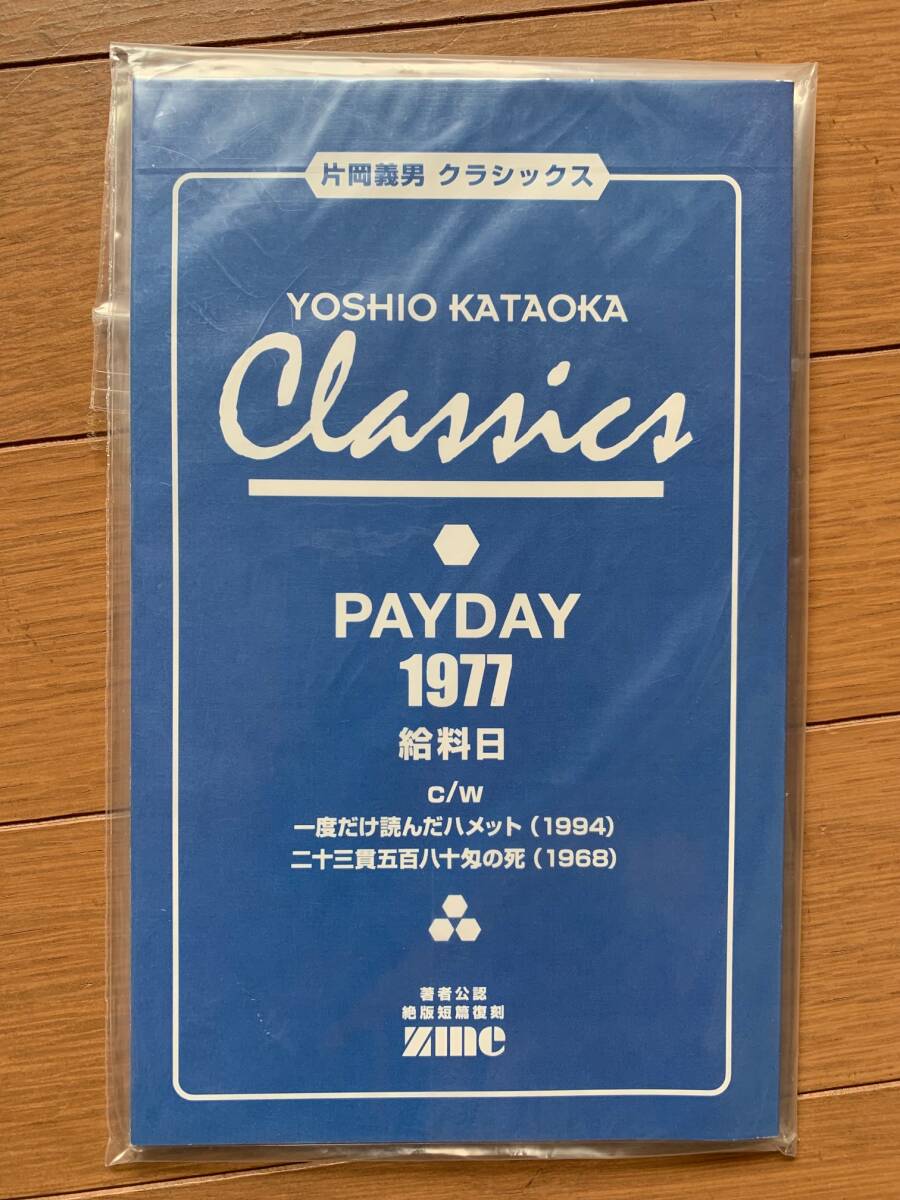 片岡義男 クラシックス
YOSHIO KATAOKA
Classics
PAYDAY
1977
給料日
c/w
一度だけ読んだハメット(1994)
二十三貫五百八十匁の死(1968)
著者公認
絶版短篇復刻
zine